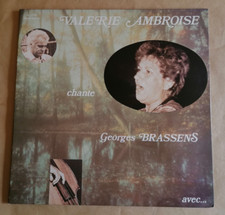 VALERIE AMBROISE
chante
Georges BRASSENS
avec...